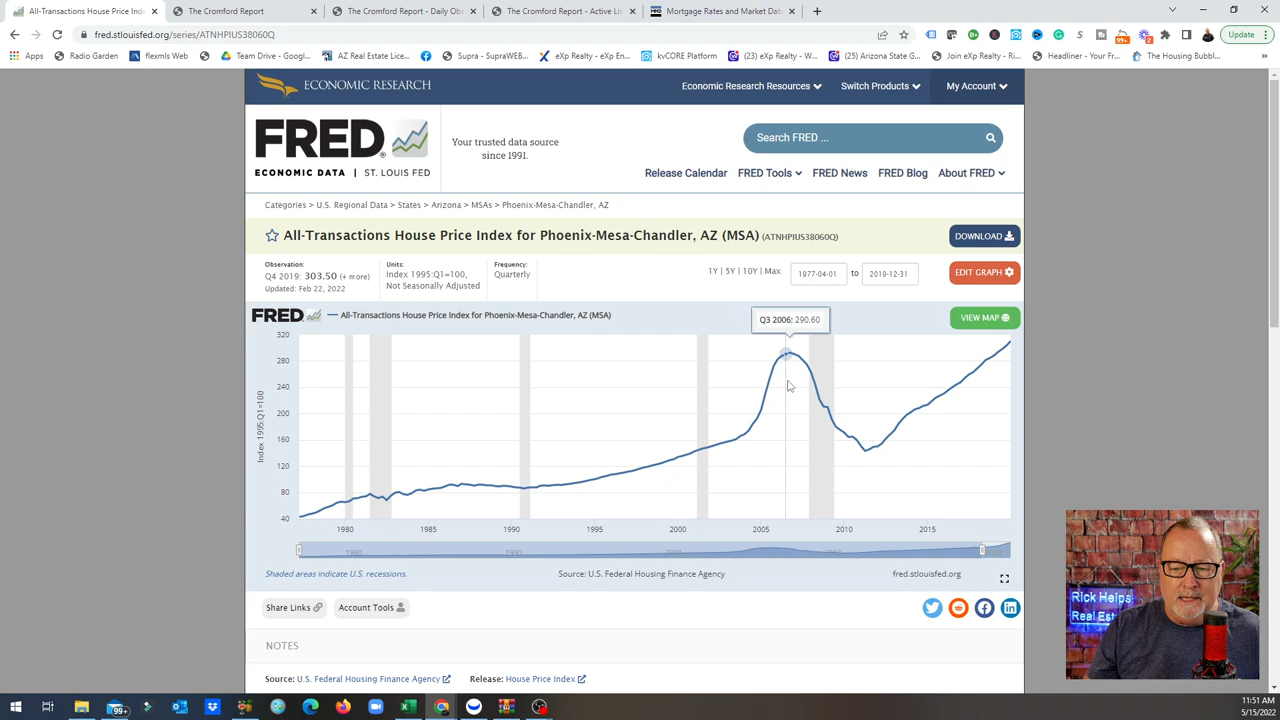 All-Transactions House Price Ind
The Cromford Report
The Cromford Report - Daily Obs
The Cromford Report - Active Lis
Mortgage Rates and Market Dat
fred.stlouisfed.org/series/ATNHPIUS38060Q
Update
Apps
Radio Garden
flexmls Web
Team Drive - Googl...
AZ Real Estate Lice...
Supra - SupraWEB...
eXp Realty - eXp En...
kvCORE Platform
(23) eXp Realty - W...
(25) Arizona State G...
Join eXp Realty - Ri...
Headliner - Your Fr...
The Housing Bubbl...
ECONOMIC RESEARCH
Economic Research Resources
Switch Products
My Account
FRED
ECONOMIC DATA | ST. LOUIS FED
Your trusted data source
since 1991.
Search FRED ...
Release Calendar
FRED Tools
FRED News
FRED Blog
About FRED
Categories > U.S. Regional Data > States > Arizona > MSAs > Phoenix-Mesa-Chandler, AZ
All-Transactions House Price Index for Phoenix-Mesa-Chandler, AZ (MSA) (ATNHPIUS38060Q)
DOWNLOAD
Observation:
Q4 2019: 303.50 (+ more)
Updated: Feb 22, 2022
Units:
Index 1995:Q1=100,
Not Seasonally Adjusted
Frequency:
Quarterly
1Y | 5Y | 10Y | Max
1977-04-01
to
2019-12-31
EDIT GRAPH
FRED
All-Transactions House Price Index for Phoenix-Mesa-Chandler, AZ (MSA)
Q3 2006: 290.60
VIEW MAP
Index 1995:Q1=100
320
280
240
200
160
120
80
40
1980
1985
1990
1995
2000
2005
2010
2015
1980
1990
2000
2010
Shaded areas indicate U.S. recessions.
Source: U.S. Federal Housing Finance Agency
fred.stlouisfed.org
Share Links
Account Tools
NOTES
Source: U.S. Federal Housing Finance Agency
Release: House Price Index
Rick Helps
Real Est
99+
11:51 AM
5/15/2022